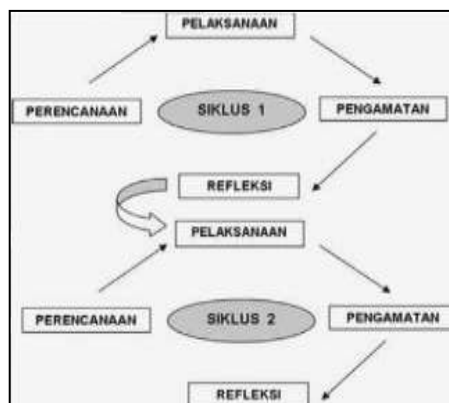 PELAKSANAAN
PERENCANAAN
SIKLUS 1
PENGAMATAN
REFLEKSI
PELAKSANAAN
PERENCANAAN
SIKLUS 2
PENGAMATAN
REFLEKSI